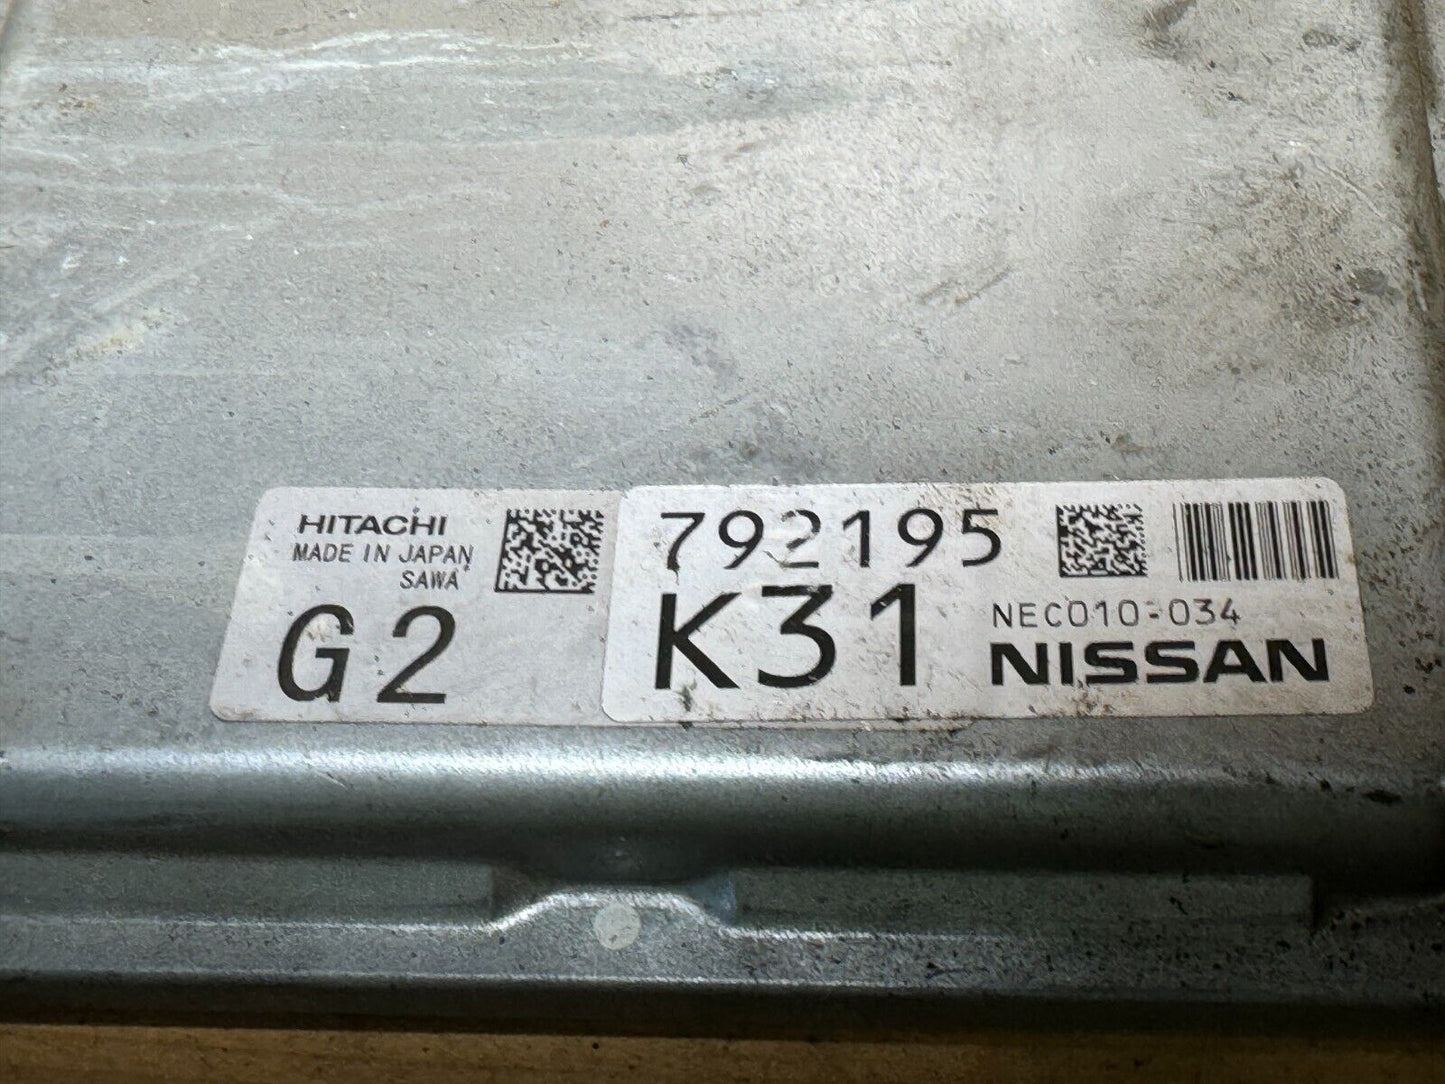 HITACHI
MADE IN JAPAN
SAWA
G2
792195
K31
NEC010-034
NISSAN